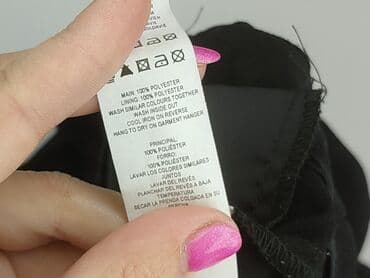 MAIN: 100% POLYESTER
LINING: 100% POLYESTER
WASH SIMILAR COLOURS TOGETHER
WASH INSIDE OUT
COOL IRON ON REVERSE
HANG TO DRY ON GARMENT HANGER
PRINCIPAL:
100% POLIÉSTER
FORRO:
100% POLIÉSTER
LAVAR LOS COLORES SIMILARES
JUNTOS
LAVAR DEL REVÉS
PLANCHAR DEL REVÉS A BAJA
TEMPERATURA
SECAR LA PRENDA COLGADA EN SU
PERCHA